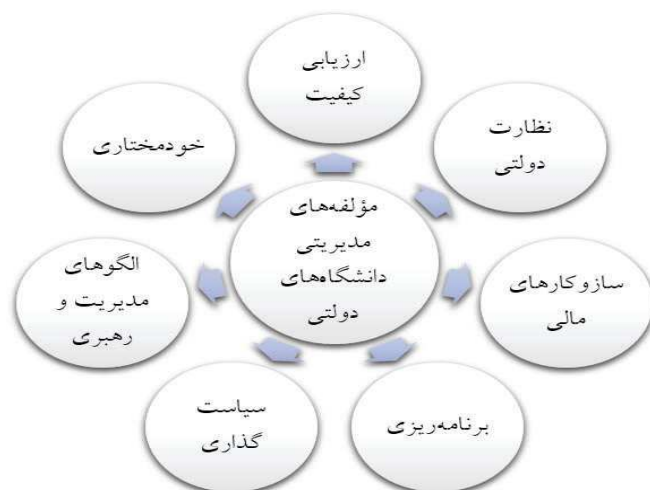 ارزیابی
کیفیت
نظارت
دولتی
سازوکارهای
مالی
برنامه‌ریزی
سیاست
گذاری
الگوهای
مدیریت و
رهبری
خودمختاری
مؤلفه‌های
مدیریتی
دانشگاه‌های
دولتی